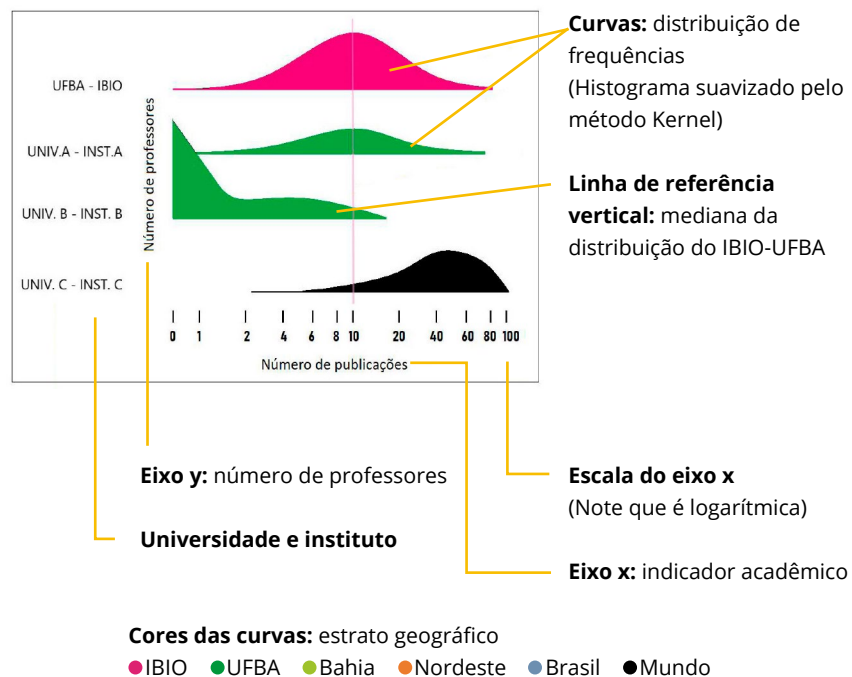 Curvas: distribuição de
frequências
(Histograma suavizado pelo
método Kernel)
Linha de referência
vertical: mediana da
distribuição do IBIO-UFBA
UFBA - IBIO
UNIV.A - INST.A
UNIV. B - INST. B
UNIV. C - INST. C
Número de professores
0 1 2 4 6 8 10 20 40 60 80 100
Número de publicações
Eixo y: número de professores
Universidade e instituto
Escala do eixo x
(Note que é logarítmica)
Eixo x: indicador acadêmico
Cores das curvas: estrato geográfico
IBIO UFBA Bahia Nordeste Brasil Mundo